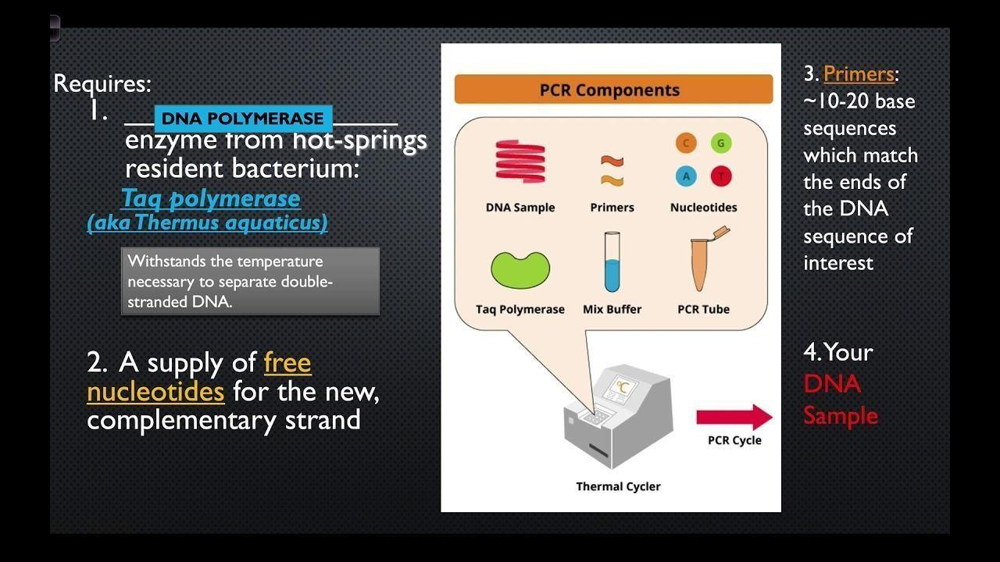 Requires:
1. ___ DNA POLYMERASE ___
enzyme from hot-springs
resident bacterium:
Taq polymerase
(aka Thermus aquaticus)
Withstands the temperature
necessary to separate double-
stranded DNA.
2. A supply of free
nucleotides for the new,
complementary strand
PCR Components
C G
A T
DNA Sample Primers Nucleotides
Taq Polymerase Mix Buffer PCR Tube
°C
PCR Cycle
Thermal Cycler
3. Primers:
~10-20 base
sequences
which match
the ends of
the DNA
sequence of
interest
4. Your
DNA
Sample